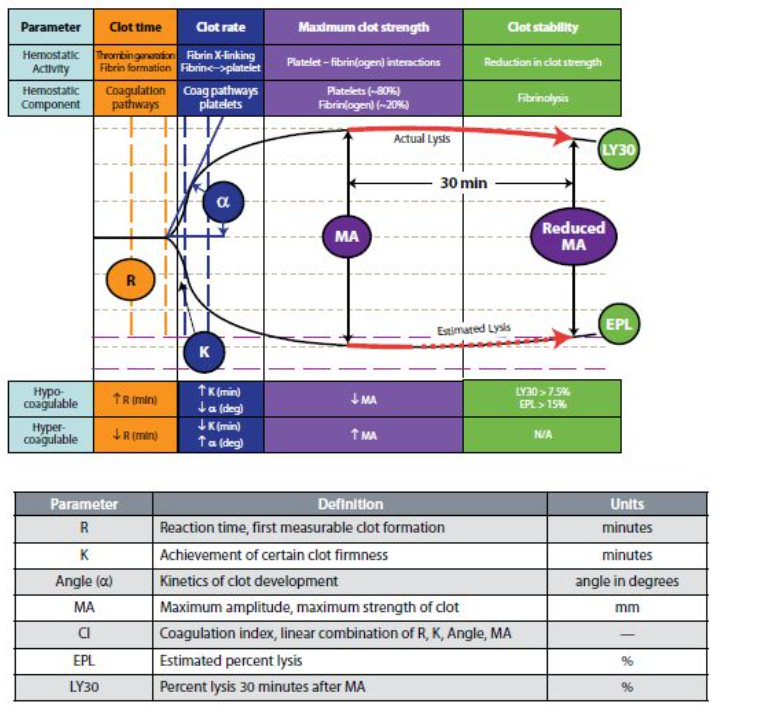 Parameter Clot time Clot rate Maximum clot strength Clot stability
Hemostatic Activity Thrombin generation Fibrin formation Fibrin X-linking Fibrin<-->platelet Platelet – fibrin(ogen) interactions Reduction in clot strength
Hemostatic Component Coagulation pathways Coag pathways platelets Platelets (~80%) Fibrin(ogen) (~20%) Fibrinolysis
Actual Lysis
LY30
30 min
α
MA
Reduced
MA
R
Estimated Lysis
EPL
K
Hypo-coagulable ↑ R (min) ↑ K (min) ↓ α (deg) ↓ MA LY30 > 7.5% EPL > 15%
Hyper-coagulable ↓ R (min) ↓ K (min) ↑ α (deg) ↑ MA N/A
Parameter Definition Units
R Reaction time, first measurable clot formation minutes
K Achievement of certain clot firmness minutes
Angle (α) Kinetics of clot development angle in degrees
MA Maximum amplitude, maximum strength of clot mm
CI Coagulation index, linear combination of R, K, Angle, MA —
EPL Estimated percent lysis %
LY30 Percent lysis 30 minutes after MA %